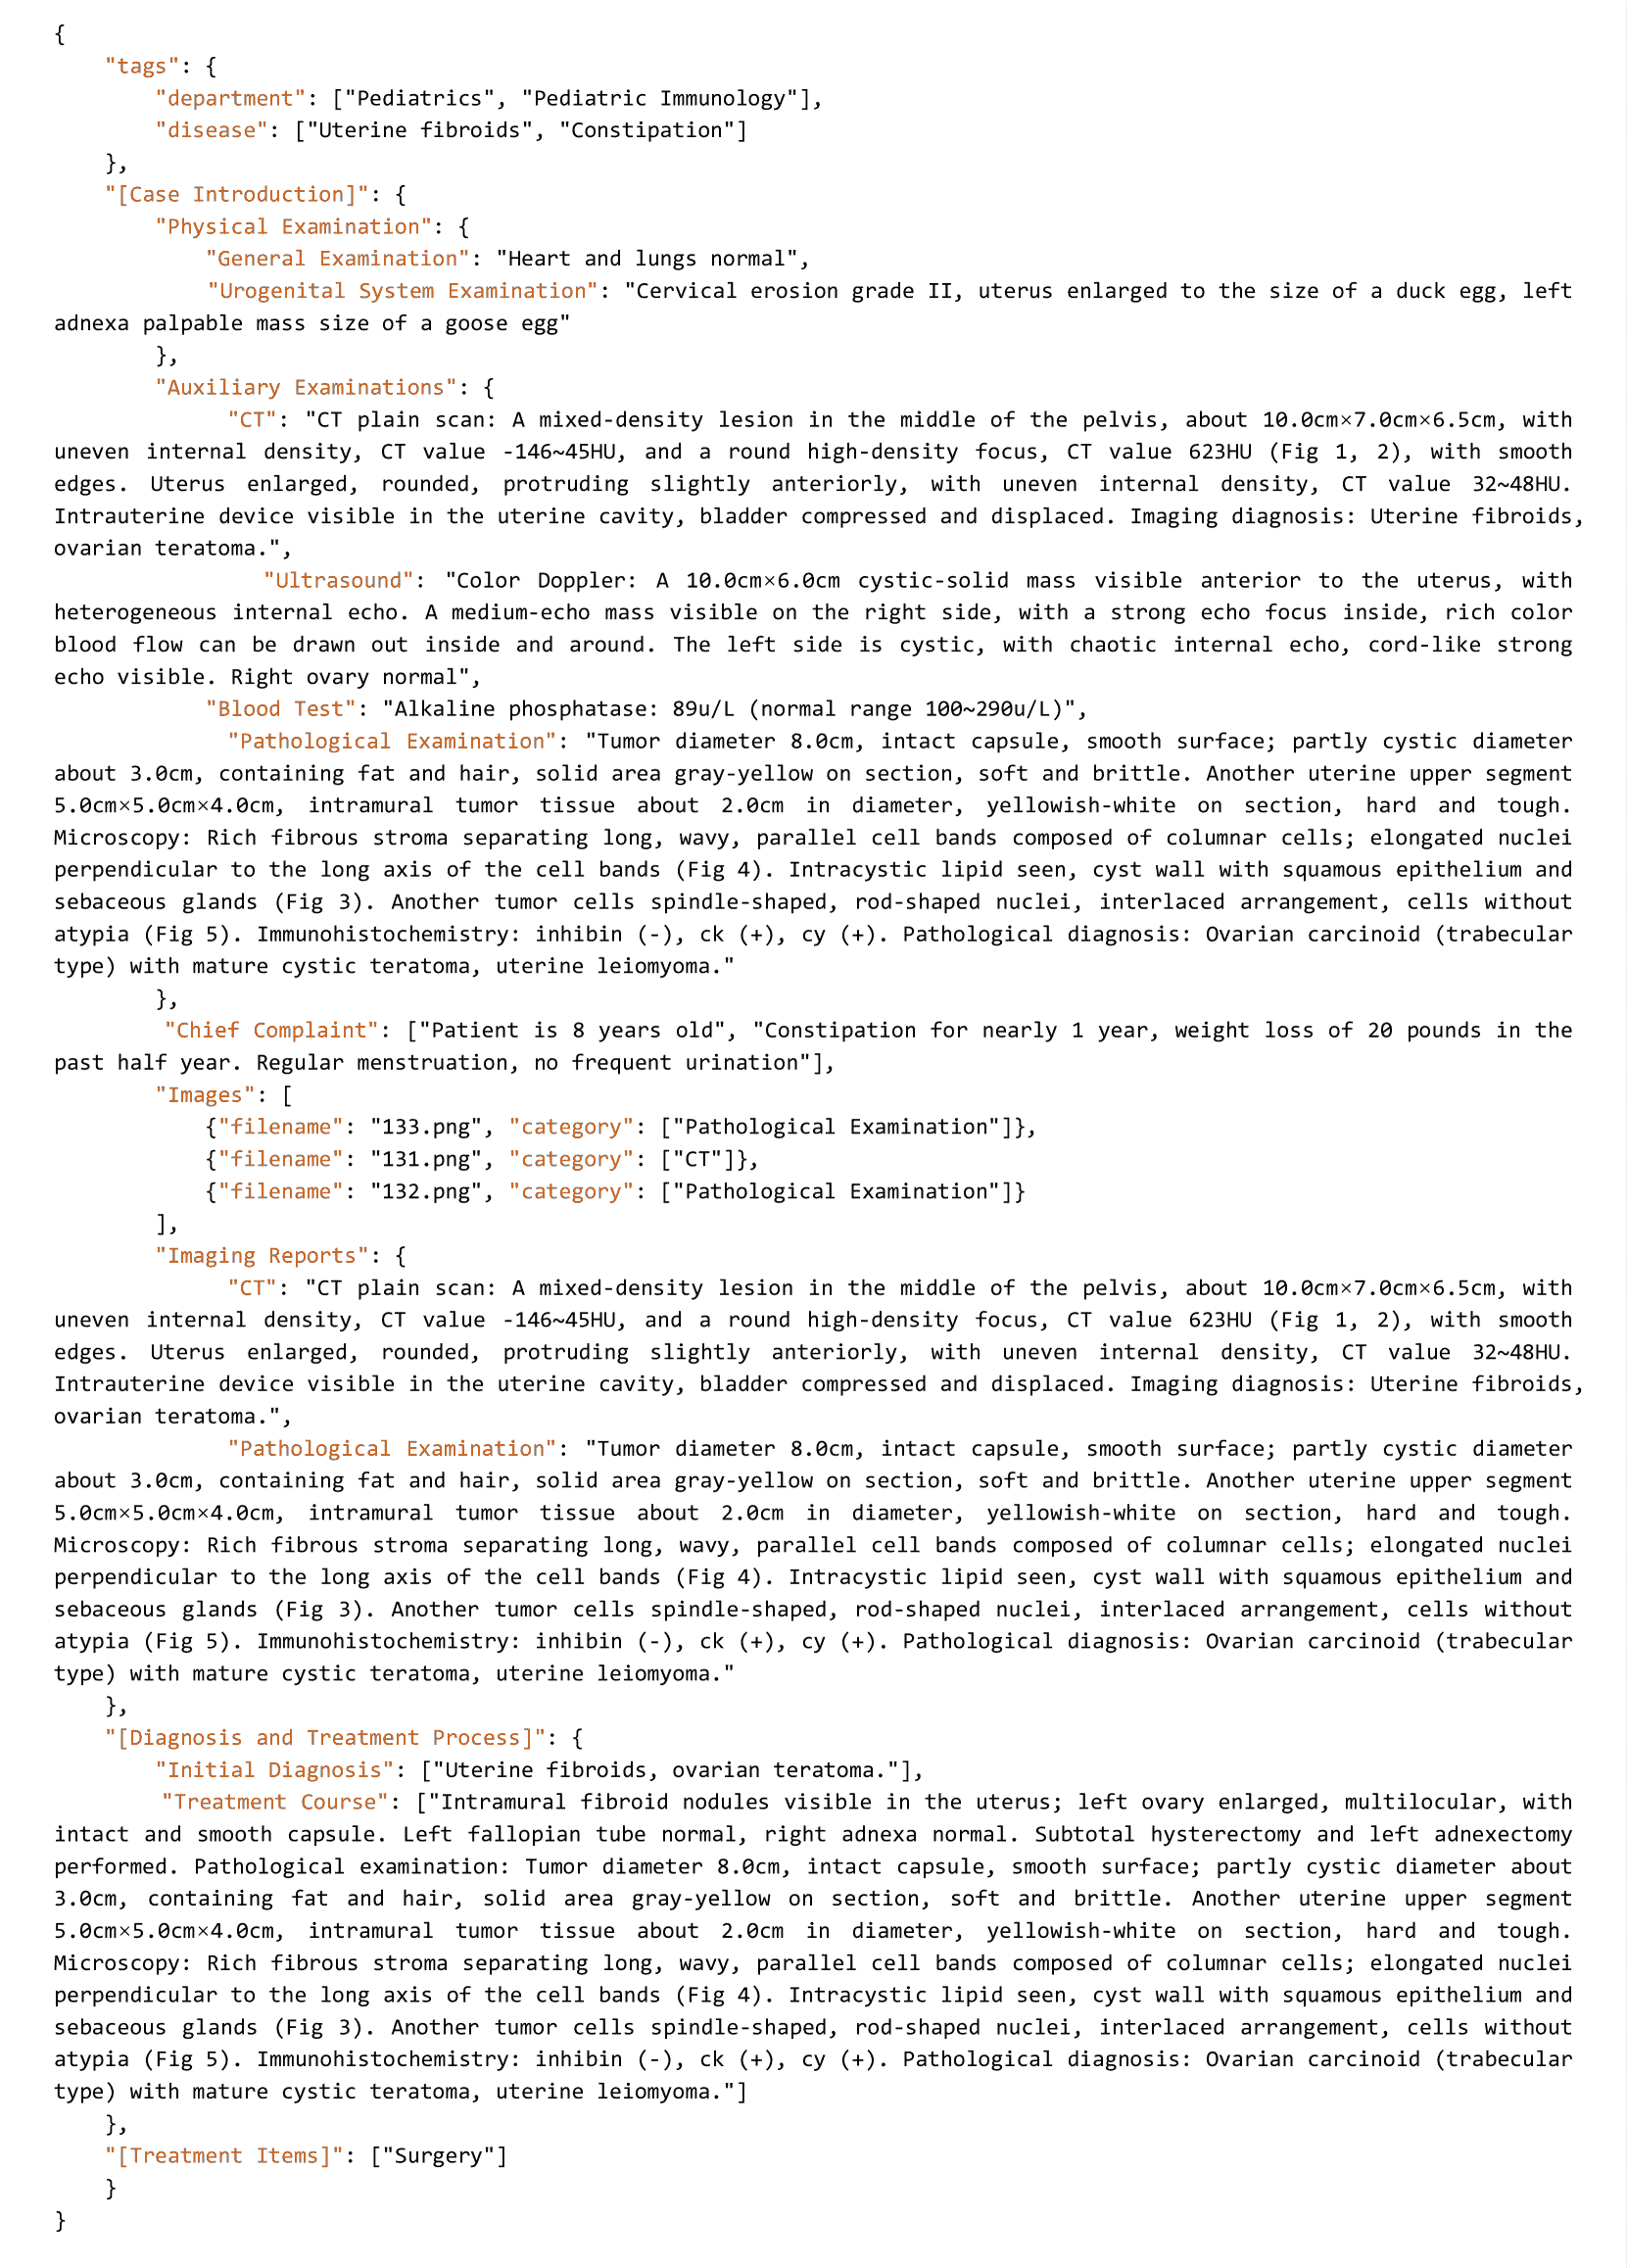 {
"tags": {
"department": ["Pediatrics", "Pediatric Immunology"],
"disease": ["Uterine fibroids", "Constipation"]
},
"[Case Introduction]": {
"Physical Examination": {
"General Examination": "Heart and lungs normal",
"Urogenital System Examination": "Cervical erosion grade II, uterus enlarged to the size of a duck egg, left
adnexa palpable mass size of a goose egg"
},
"Auxiliary Examinations": {
"CT": "CT plain scan: A mixed-density lesion in the middle of the pelvis, about 10.0cm×7.0cm×6.5cm, with
uneven internal density, CT value -146~45HU, and a round high-density focus, CT value 623HU (Fig 1, 2), with smooth
edges. Uterus enlarged, rounded, protruding slightly anteriorly, with uneven internal density, CT value 32~48HU.
Intrauterine device visible in the uterine cavity, bladder compressed and displaced. Imaging diagnosis: Uterine fibroids,
ovarian teratoma.",
"Ultrasound": "Color Doppler: A 10.0cm×6.0cm cystic-solid mass visible anterior to the uterus, with
heterogeneous internal echo. A medium-echo mass visible on the right side, with a strong echo focus inside, rich color
blood flow can be drawn out inside and around. The left side is cystic, with chaotic internal echo, cord-like strong
echo visible. Right ovary normal",
"Blood Test": "Alkaline phosphatase: 89u/L (normal range 100~290u/L)",
"Pathological Examination": "Tumor diameter 8.0cm, intact capsule, smooth surface; partly cystic diameter
about 3.0cm, containing fat and hair, solid area gray-yellow on section, soft and brittle. Another uterine upper segment
5.0cm×5.0cm×4.0cm, intramural tumor tissue about 2.0cm in diameter, yellowish-white on section, hard and tough.
Microscopy: Rich fibrous stroma separating long, wavy, parallel cell bands composed of columnar cells; elongated nuclei
perpendicular to the long axis of the cell bands (Fig 4). Intracystic lipid seen, cyst wall with squamous epithelium and
sebaceous glands (Fig 3). Another tumor cells spindle-shaped, rod-shaped nuclei, interlaced arrangement, cells without
atypia (Fig 5). Immunohistochemistry: inhibin (-), ck (+), cy (+). Pathological diagnosis: Ovarian carcinoid (trabecular
type) with mature cystic teratoma, uterine leiomyoma."
},
"Chief Complaint": ["Patient is 8 years old", "Constipation for nearly 1 year, weight loss of 20 pounds in the
past half year. Regular menstruation, no frequent urination"],
"Images": [
{"filename": "133.png", "category": ["Pathological Examination"]},
{"filename": "131.png", "category": ["CT"]},
{"filename": "132.png", "category": ["Pathological Examination"]}
],
"Imaging Reports": {
"CT": "CT plain scan: A mixed-density lesion in the middle of the pelvis, about 10.0cm×7.0cm×6.5cm, with
uneven internal density, CT value -146~45HU, and a round high-density focus, CT value 623HU (Fig 1, 2), with smooth
edges. Uterus enlarged, rounded, protruding slightly anteriorly, with uneven internal density, CT value 32~48HU.
Intrauterine device visible in the uterine cavity, bladder compressed and displaced. Imaging diagnosis: Uterine fibroids,
ovarian teratoma.",
"Pathological Examination": "Tumor diameter 8.0cm, intact capsule, smooth surface; partly cystic diameter
about 3.0cm, containing fat and hair, solid area gray-yellow on section, soft and brittle. Another uterine upper segment
5.0cm×5.0cm×4.0cm, intramural tumor tissue about 2.0cm in diameter, yellowish-white on section, hard and tough.
Microscopy: Rich fibrous stroma separating long, wavy, parallel cell bands composed of columnar cells; elongated nuclei
perpendicular to the long axis of the cell bands (Fig 4). Intracystic lipid seen, cyst wall with squamous epithelium and
sebaceous glands (Fig 3). Another tumor cells spindle-shaped, rod-shaped nuclei, interlaced arrangement, cells without
atypia (Fig 5). Immunohistochemistry: inhibin (-), ck (+), cy (+). Pathological diagnosis: Ovarian carcinoid (trabecular
type) with mature cystic teratoma, uterine leiomyoma."
},
"[Diagnosis and Treatment Process]": {
"Initial Diagnosis": ["Uterine fibroids, ovarian teratoma."],
"Treatment Course": ["Intramural fibroid nodules visible in the uterus; left ovary enlarged, multilocular, with
intact and smooth capsule. Left fallopian tube normal, right adnexa normal. Subtotal hysterectomy and left adnexectomy
performed. Pathological examination: Tumor diameter 8.0cm, intact capsule, smooth surface; partly cystic diameter about
3.0cm, containing fat and hair, solid area gray-yellow on section, soft and brittle. Another uterine upper segment
5.0cm×5.0cm×4.0cm, intramural tumor tissue about 2.0cm in diameter, yellowish-white on section, hard and tough.
Microscopy: Rich fibrous stroma separating long, wavy, parallel cell bands composed of columnar cells; elongated nuclei
perpendicular to the long axis of the cell bands (Fig 4). Intracystic lipid seen, cyst wall with squamous epithelium and
sebaceous glands (Fig 3). Another tumor cells spindle-shaped, rod-shaped nuclei, interlaced arrangement, cells without
atypia (Fig 5). Immunohistochemistry: inhibin (-), ck (+), cy (+). Pathological diagnosis: Ovarian carcinoid (trabecular
type) with mature cystic teratoma, uterine leiomyoma."]
},
"[Treatment Items]": ["Surgery"]
}
}